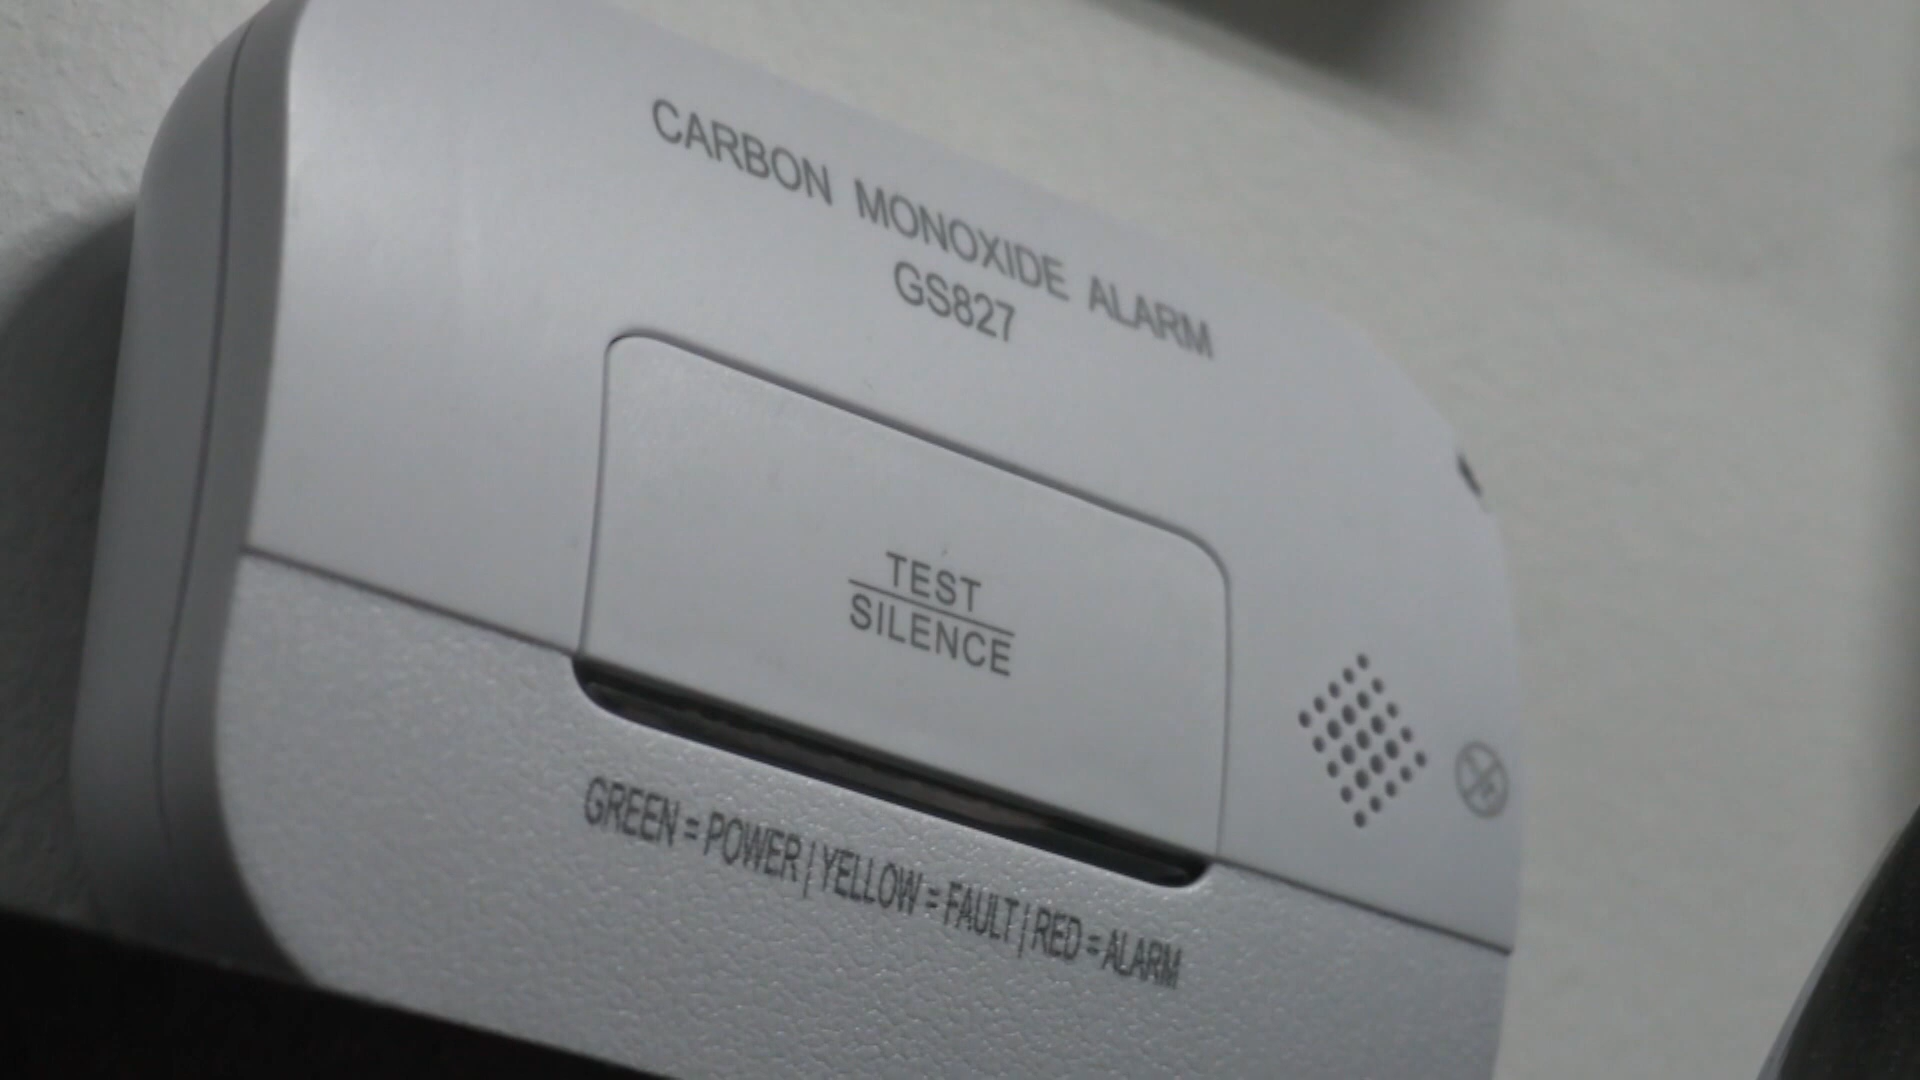 CARBON MONOXIDE ALARM
GS827
TEST
SILENCE
GREEN = POWER | YELLOW = FAULT | RED = ALARM